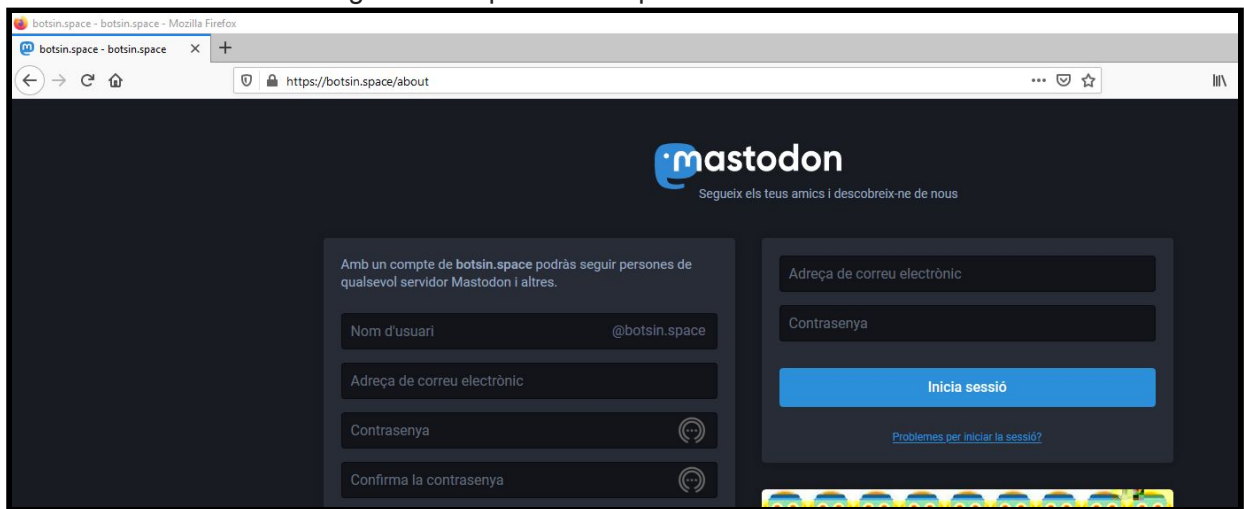 botsin.space - botsin.space - Mozilla Firefox
botsin.space - botsin.space
https://botsin.space/about
mastodon
Segueix els teus amics i descobreix-ne de nous
Amb un compte de botsin.space podràs seguir persones de
qualsevol servidor Mastodon i altres.
Nom d'usuari @botsin.space
Adreça de correu electrònic
Contrasenya
Confirma la contrasenya
Adreça de correu electrònic
Contrasenya
Inicia sessió
Problemes per iniciar la sessió?